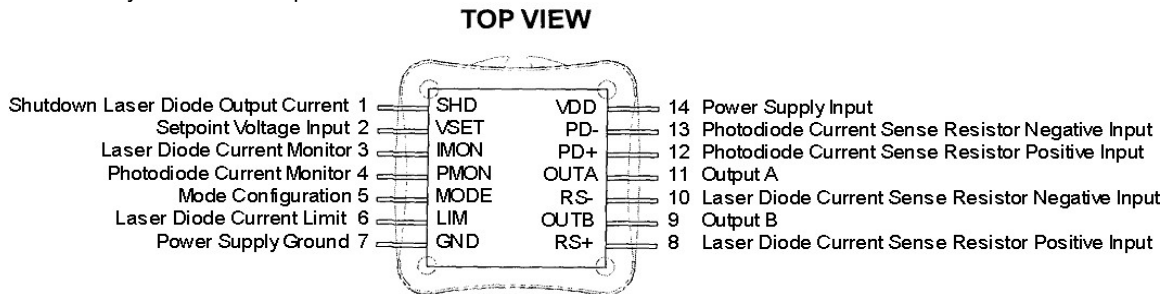 TOP VIEW
Shutdown Laser Diode Output Current 1 SHD VDD 14 Power Supply Input
Setpoint Voltage Input 2 VSET PD- 13 Photodiode Current Sense Resistor Negative Input
Laser Diode Current Monitor 3 IMON PD+ 12 Photodiode Current Sense Resistor Positive Input
Photodiode Current Monitor 4 PMON OUTA 11 Output A
Mode Configuration 5 MODE RS- 10 Laser Diode Current Sense Resistor Negative Input
Laser Diode Current Limit 6 LIM OUTB 9 Output B
Power Supply Ground 7 GND RS+ 8 Laser Diode Current Sense Resistor Positive Input